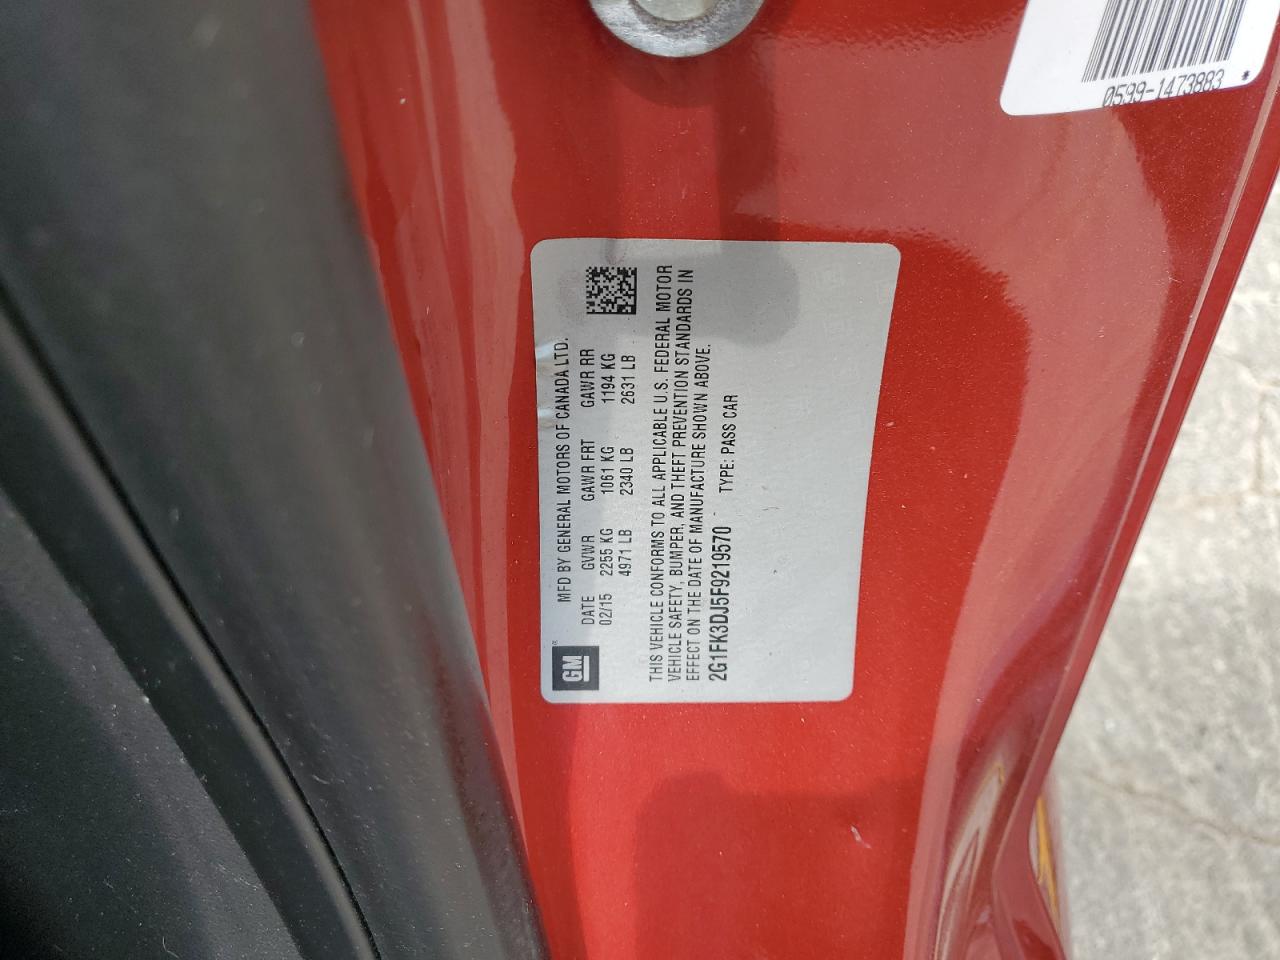 0599-1473883 *
MFD BY GENERAL MOTORS OF CANADA LTD.
DATE GVWR GAWR FRT GAWR RR
02/15 2255 KG 1061 KG 1194 KG
4971 LB 2340 LB 2631 LB
GM®
THIS VEHICLE CONFORMS TO ALL APPLICABLE U.S. FEDERAL MOTOR
VEHICLE SAFETY, BUMPER, AND THEFT PREVENTION STANDARDS IN
EFFECT ON THE DATE OF MANUFACTURE SHOWN ABOVE.
2G1FK3DJ5F9219570 TYPE: PASS CAR